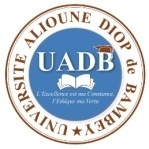 UNIVERSITE ALIOUNE DIOP de BAMBEY
UADB
L'Excellence est ma Constance,
l'Ethique ma Vertu